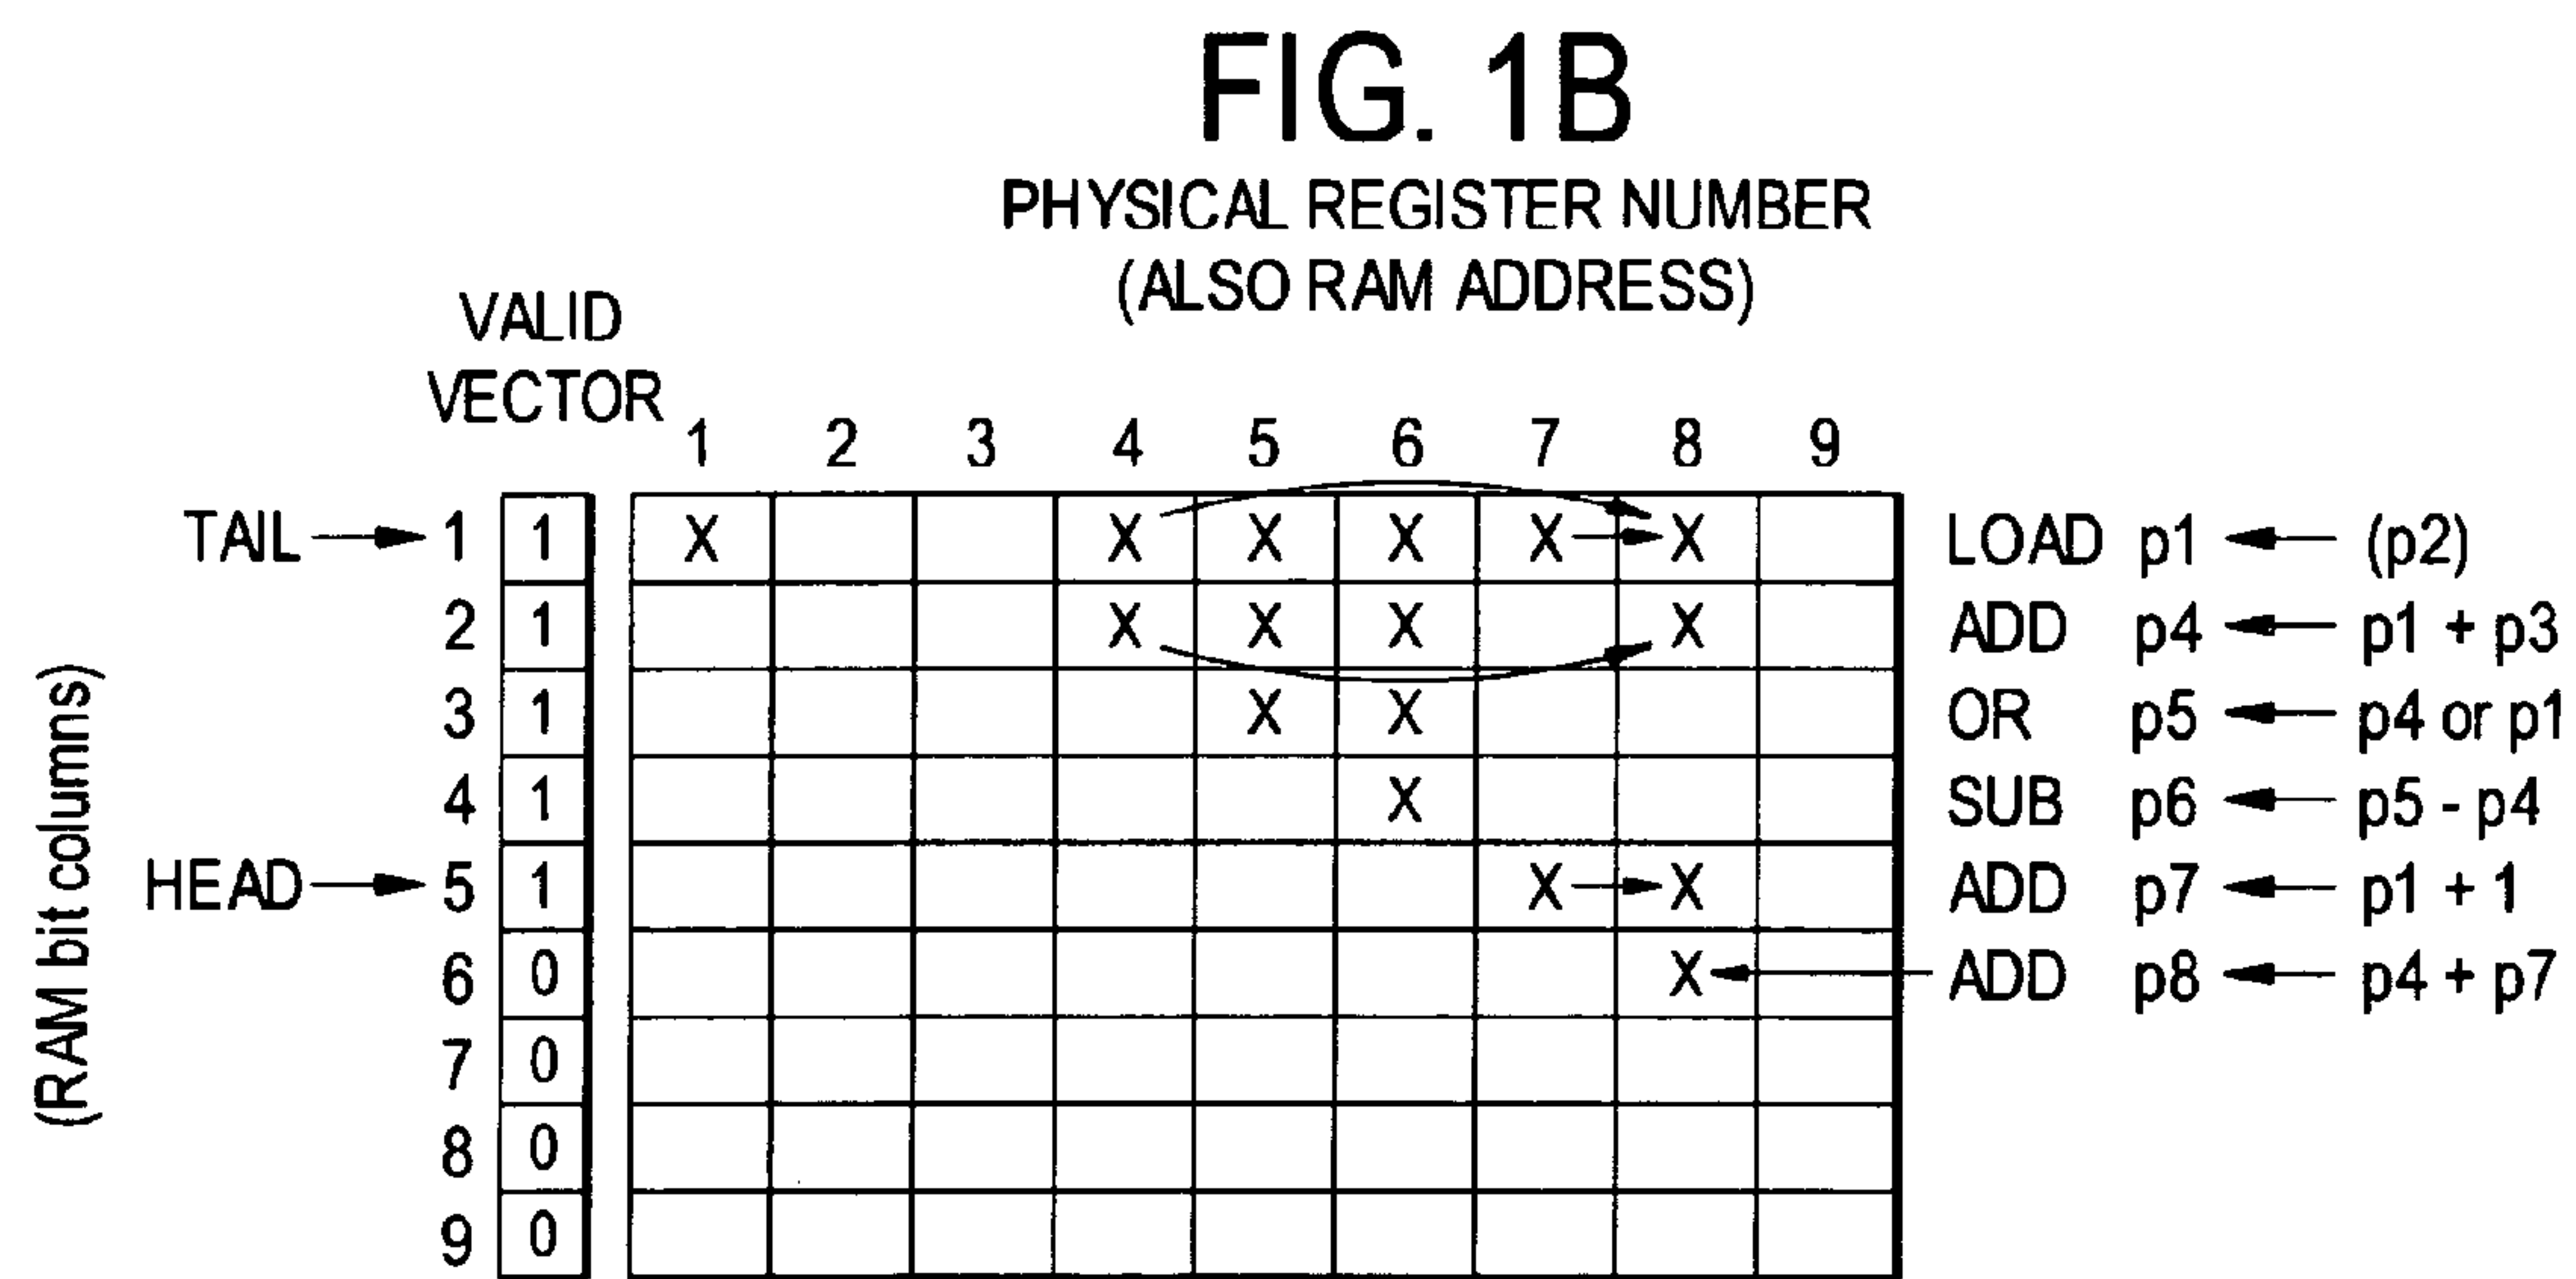 FIG. 1B
PHYSICAL REGISTER NUMBER
(ALSO RAM ADDRESS)
VALID
VECTOR
1 2 3 4 5 6 7 8 9
TAIL 1 1 X X X X X X LOAD p1 (p2)
2 1 X X X X ADD p4 p1 + p3
3 1 X X OR p5 p4 or p1
4 1 X SUB p6 p5 - p4
HEAD 5 1 X X ADD p7 p1 + 1
6 0 X ADD p8 p4 + p7
7 0
8 0
9 0
(RAM bit columns)